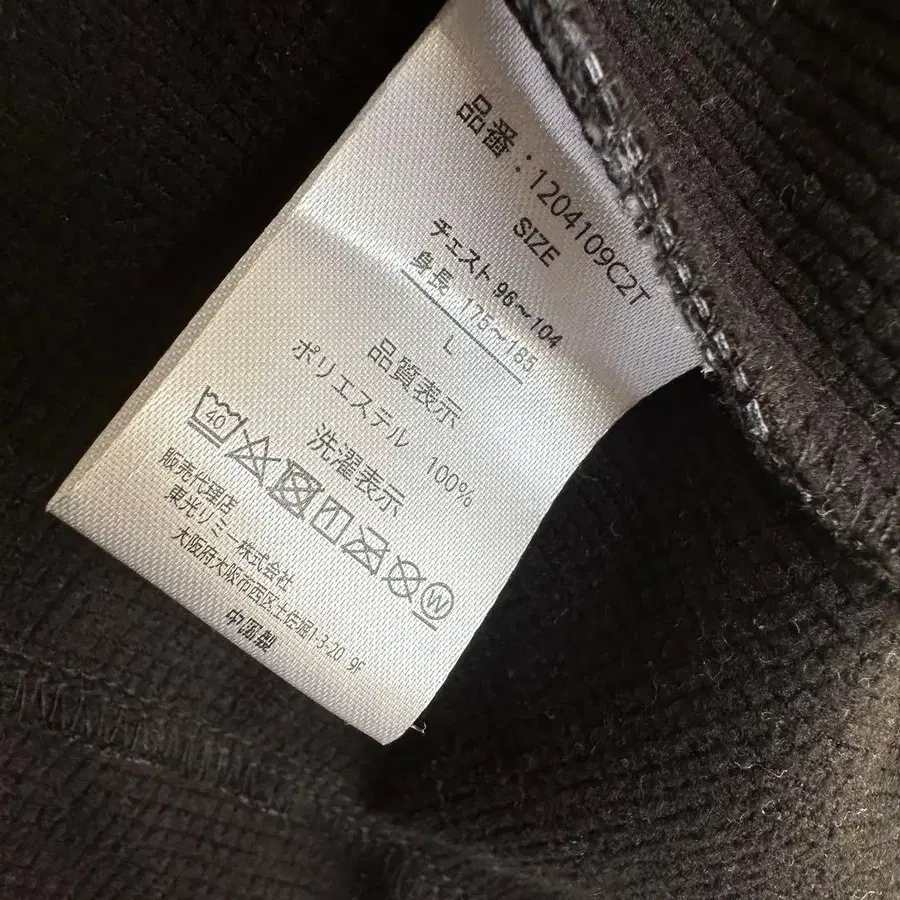 品番：1204109C2T
SIZE
チェスト 96～104
身長 175～185
L
品質表示
ポリエステル 100%
洗濯表示
40
W
販売代理店
東光リミー株式会社
大阪府大阪市西区土佐堀1-3-20 9F
中国製